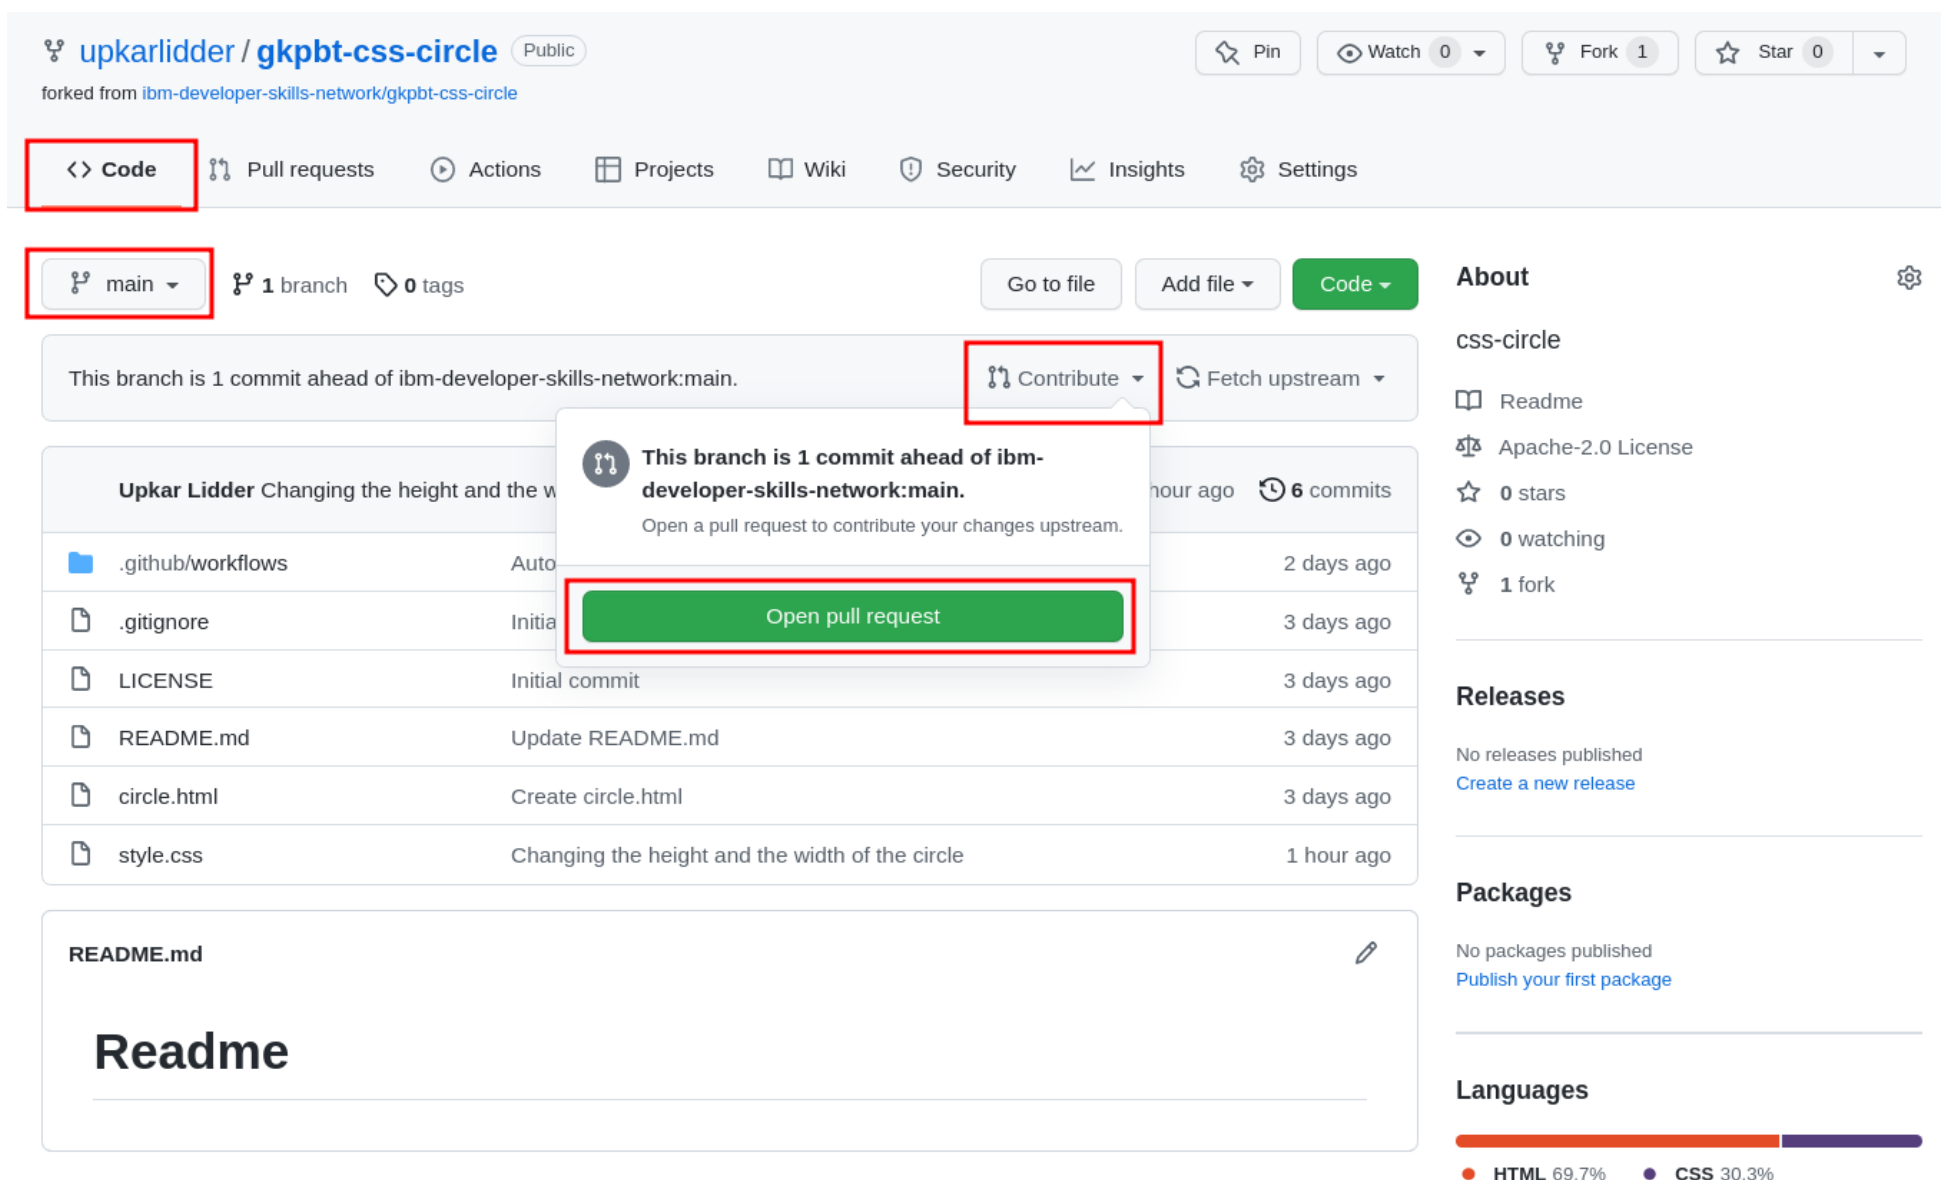 upkarlidder / gkpbt-css-circle Public
Pin
Watch 0
Fork 1
Star 0
forked from ibm-developer-skills-network/gkpbt-css-circle
Code
Pull requests
Actions
Projects
Wiki
Security
Insights
Settings
main
1 branch
0 tags
Go to file
Add file
Code
This branch is 1 commit ahead of ibm-developer-skills-network:main.
Contribute
Fetch upstream
This branch is 1 commit ahead of ibm-
developer-skills-network:main.
Open a pull request to contribute your changes upstream.
Open pull request
Upkar Lidder Changing the height and the w
hour ago
6 commits
.github/workflows
Auto
2 days ago
.gitignore
Initia
3 days ago
LICENSE
Initial commit
3 days ago
README.md
Update README.md
3 days ago
circle.html
Create circle.html
3 days ago
style.css
Changing the height and the width of the circle
1 hour ago
README.md
Readme
About
css-circle
Readme
Apache-2.0 License
0 stars
0 watching
1 fork
Releases
No releases published
Create a new release
Packages
No packages published
Publish your first package
Languages
HTML 69.7%
CSS 30.3%